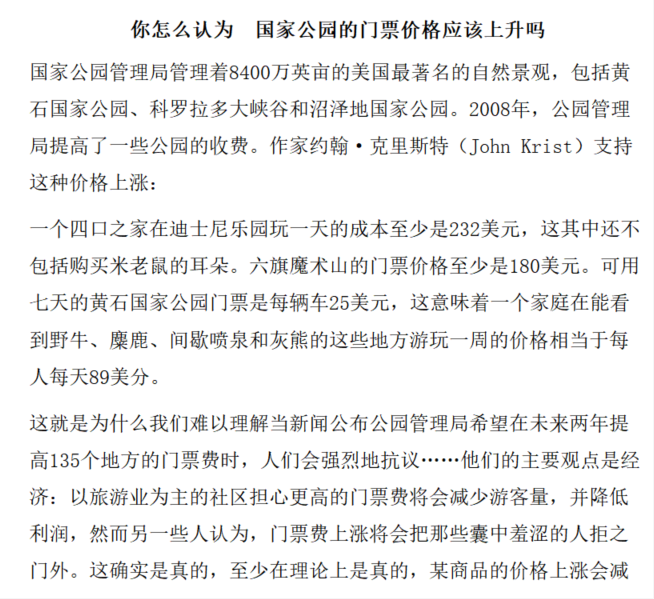 你怎么认为　国家公园的门票价格应该上升吗
国家公园管理局管理着8400万英亩的美国最著名的自然景观，包括黄
石国家公园、科罗拉多大峡谷和沼泽地国家公园。2008年，公园管理
局提高了一些公园的收费。作家约翰·克里斯特（John Krist）支持
这种价格上涨：
一个四口之家在迪士尼乐园玩一天的成本至少是232美元，这其中还不
包括购买米老鼠的耳朵。六旗魔术山的门票价格至少是180美元。可用
七天的黄石国家公园门票是每辆车25美元，这意味着一个家庭在能看
到野牛、麋鹿、间歇喷泉和灰熊的这些地方游玩一周的价格相当于每
人每天89美分。
这就是为什么我们难以理解当新闻公布公园管理局希望在未来两年提
高135个地方的门票费时，人们会强烈地抗议……他们的主要观点是经
济：以旅游业为主的社区担心更高的门票费将会减少游客量，并降低
利润，然而另一些人认为，门票费上涨将会把那些囊中羞涩的人拒之
门外。这确实是真的，至少在理论上是真的，某商品的价格上涨会减